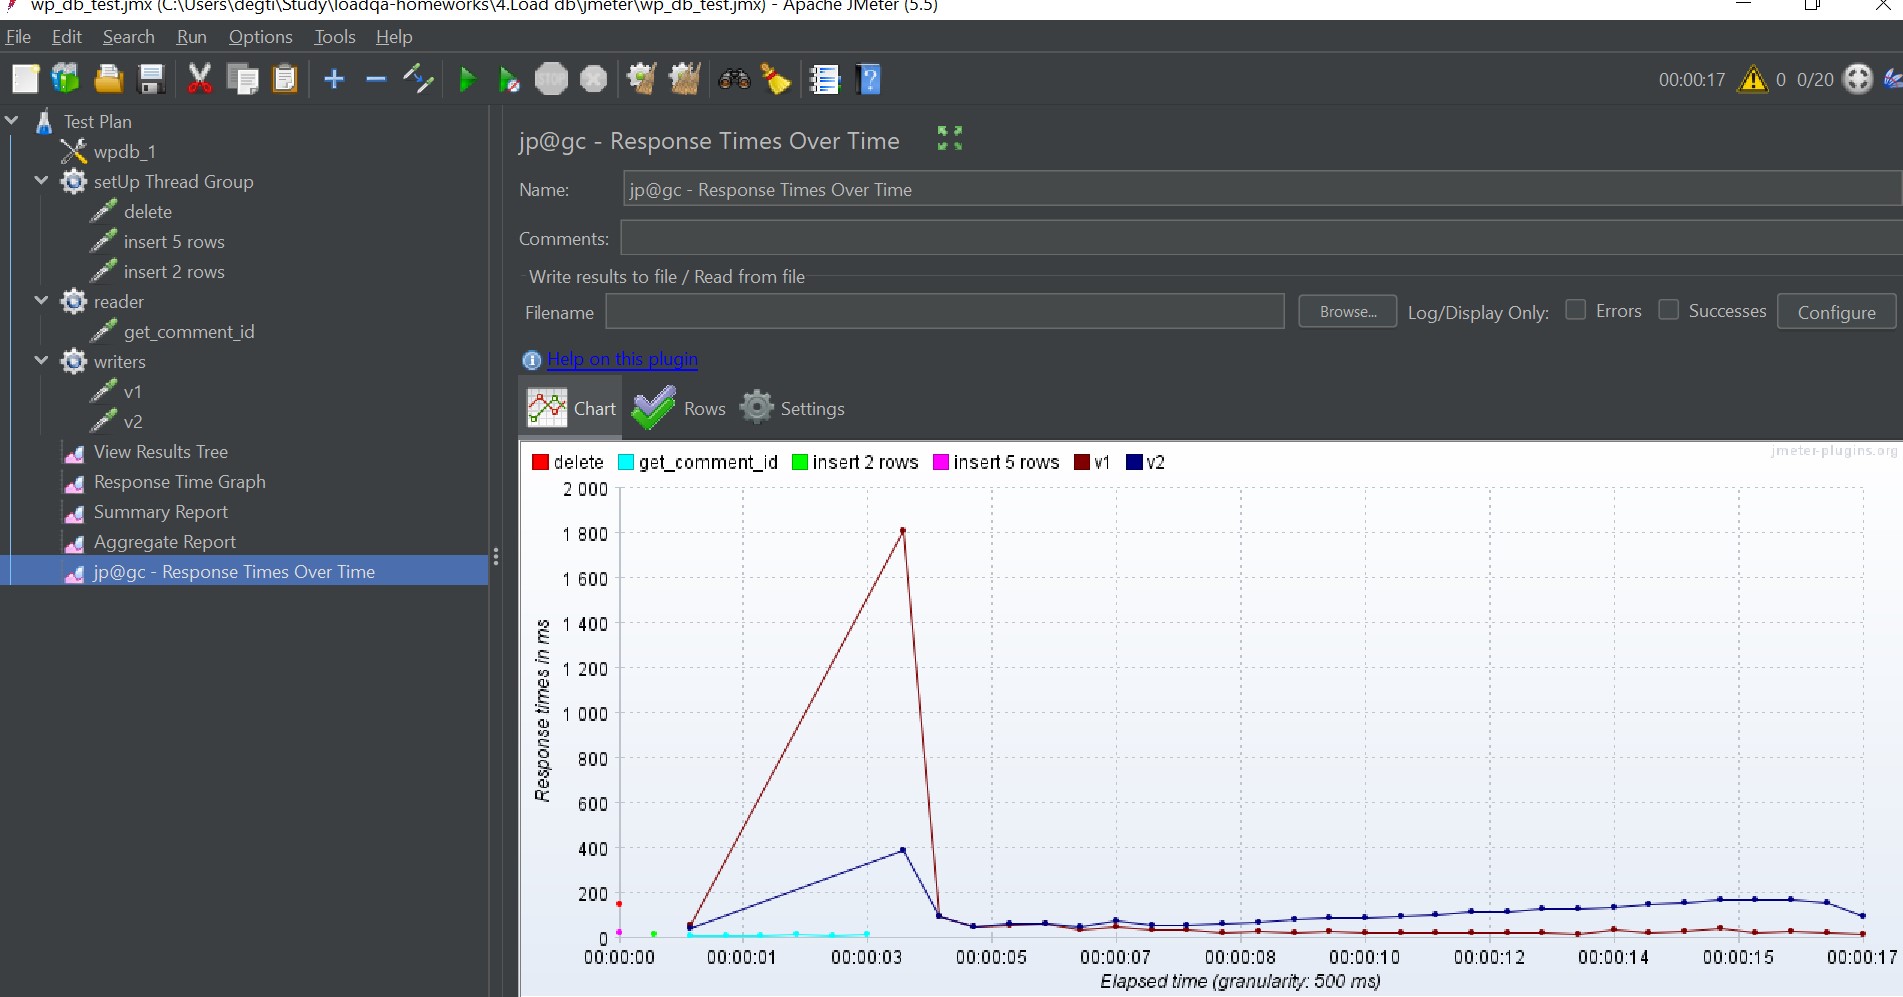 wp_db_test.jmx (C:\Users\degti\Study\loadqa-homeworks\4.Load db\jmeter\wp_db_test.jmx) - Apache JMeter (5.5)
File Edit Search Run Options Tools Help
STOP
00:00:17 0 0/20
Test Plan
wpdb_1
setUp Thread Group
delete
insert 5 rows
insert 2 rows
reader
get_comment_id
writers
v1
v2
View Results Tree
Response Time Graph
Summary Report
Aggregate Report
jp@gc - Response Times Over Time
jp@gc - Response Times Over Time
Name: jp@gc - Response Times Over Time
Comments:
Write results to file / Read from file
Filename Browse... Log/Display Only: Errors Successes Configure
Help on this plugin
Chart Rows Settings
jmeter-plugins.org
delete get_comment_id insert 2 rows insert 5 rows v1 v2
2 000
1 800
1 600
1 400
1 200
1 000
800
600
400
200
0
Response times in ms
00:00:00 00:00:01 00:00:03 00:00:05 00:00:07 00:00:08 00:00:10 00:00:12 00:00:14 00:00:15 00:00:17
Elapsed time (granularity: 500 ms)